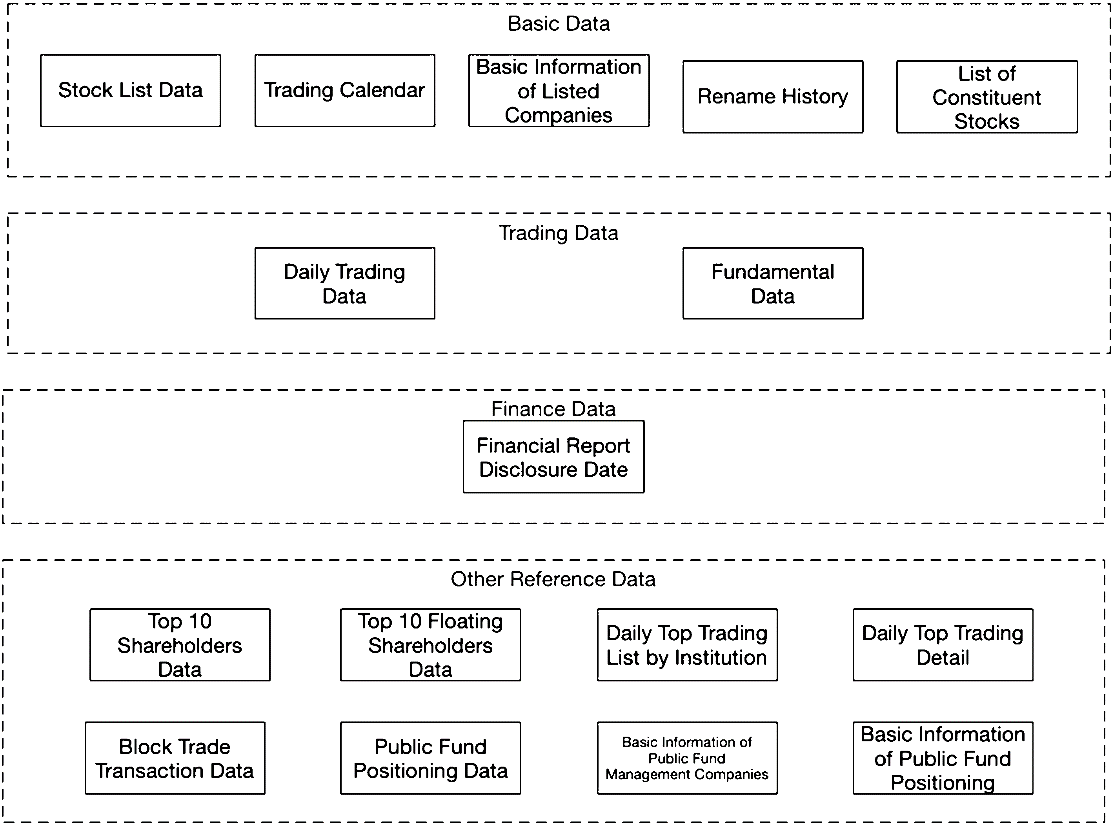 Basic Data
Stock List Data
Trading Calendar
Basic Information
of Listed
Companies
Rename History
List of
Constituent
Stocks
Trading Data
Daily Trading
Data
Fundamental
Data
Finance Data
Financial Report
Disclosure Date
Other Reference Data
Top 10
Shareholders
Data
Top 10 Floating
Shareholders
Data
Daily Top Trading
List by Institution
Daily Top Trading
Detail
Block Trade
Transaction Data
Public Fund
Positioning Data
Basic Information of
Public Fund
Management Companies
Basic Information
of Public Fund
Positioning